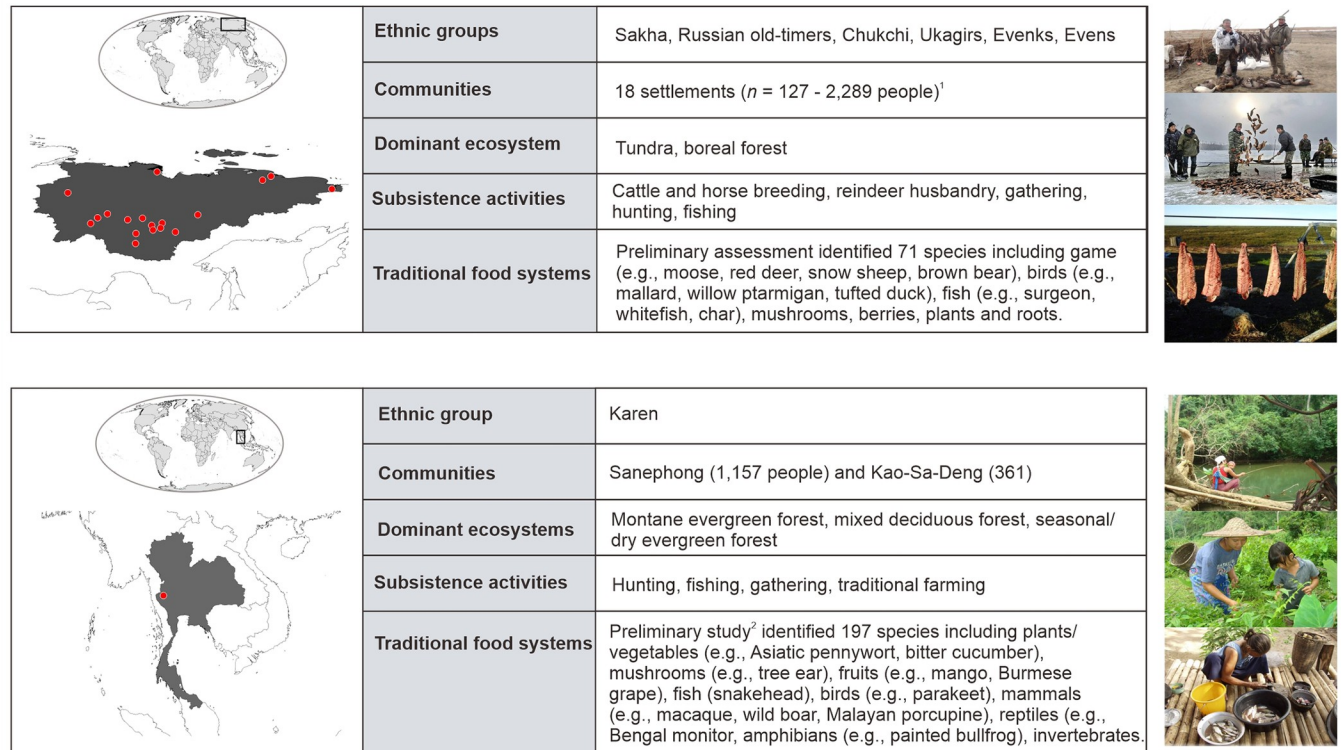 Ethnic groups
Sakha, Russian old-timers, Chukchi, Ukagirs, Evenks, Evens
Communities
18 settlements (n = 127 - 2,289 people)¹
Dominant ecosystem
Tundra, boreal forest
Subsistence activities
Cattle and horse breeding, reindeer husbandry, gathering,
hunting, fishing
Traditional food systems
Preliminary assessment identified 71 species including game
(e.g., moose, red deer, snow sheep, brown bear), birds (e.g.,
mallard, willow ptarmigan, tufted duck), fish (e.g., surgeon,
whitefish, char), mushrooms, berries, plants and roots.
Ethnic group
Karen
Communities
Sanephong (1,157 people) and Kao-Sa-Deng (361)
Dominant ecosystems
Montane evergreen forest, mixed deciduous forest, seasonal/
dry evergreen forest
Subsistence activities
Hunting, fishing, gathering, traditional farming
Traditional food systems
Preliminary study² identified 197 species including plants/
vegetables (e.g., Asiatic pennywort, bitter cucumber),
mushrooms (e.g., tree ear), fruits (e.g., mango, Burmese
grape), fish (snakehead), birds (e.g., parakeet), mammals
(e.g., macaque, wild boar, Malayan porcupine), reptiles (e.g.,
Bengal monitor, amphibians (e.g., painted bullfrog), invertebrates.